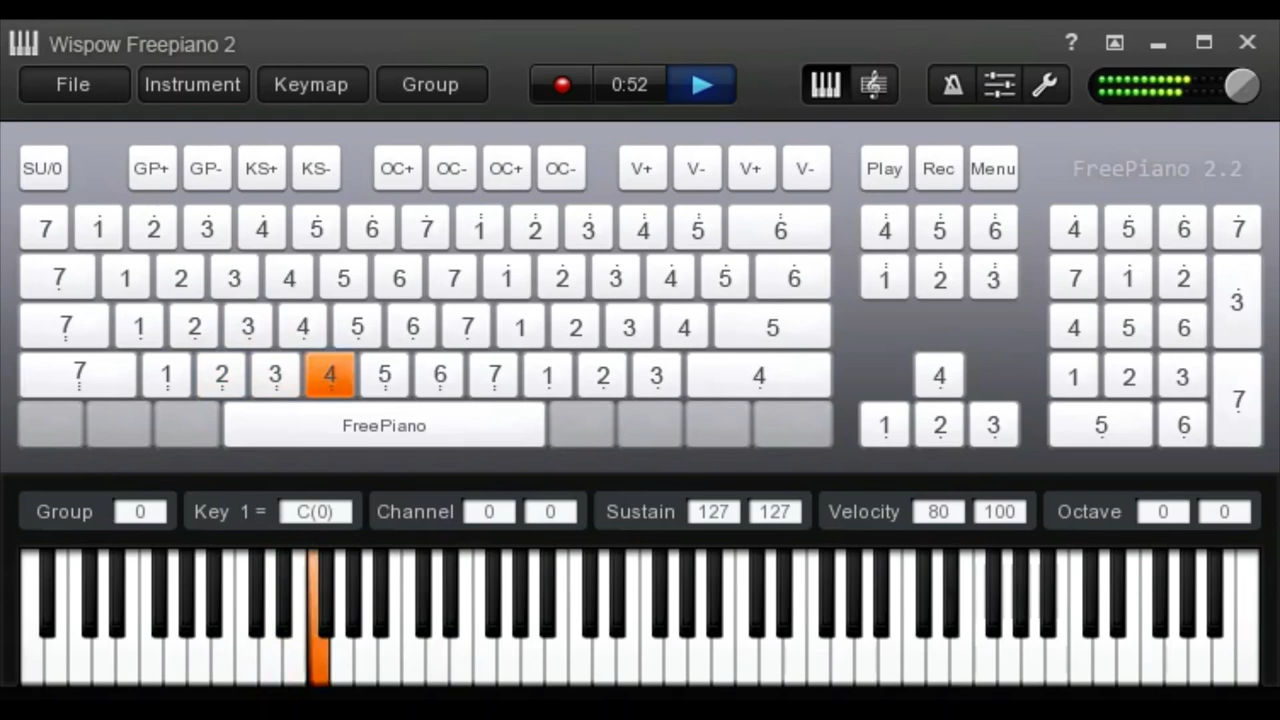 Wispow Freepiano 2 ?
File Instrument Keymap Group 0:52
SU/0 GP+ GP- KS+ KS- OC+ OC- OC+ OC- V+ V- V+ V- Play Rec Menu FreePiano 2.2
7 1̇ 2̇ 3̇ 4̇ 5̇ 6̇ 7̇ 1̇̇ 2̇̇ 3̇̇ 4̇̇ 5̇̇ 6̇̇ 4̇̇ 5̇̇ 6̇̇ 4̇ 5̇ 6̇ 7̇
7̣ 1 2 3 4 5 6 7 1̇ 2̇ 3̇ 4̇ 5̇ 6̇ 1̇̇ 2̇̇ 3̇̇ 7 1̇ 2̇ 3̇
7̣̣ 1̣ 2̣ 3̣ 4̣ 5̣ 6̣ 7̣ 1 2 3 4 5 4 5 6
7̣̣̣ 1̣̣ 2̣̣ 3̣̣ 4̣̣ 5̣̣ 6̣̣ 7̣̣ 1̣ 2̣ 3̣ 4̣ 4̣ 1 2 3 7̣
FreePiano 1̣ 2̣ 3̣ 5̣ 6̣
Group 0 Key 1 = C(0) Channel 0 0 Sustain 127 127 Velocity 80 100 Octave 0 0